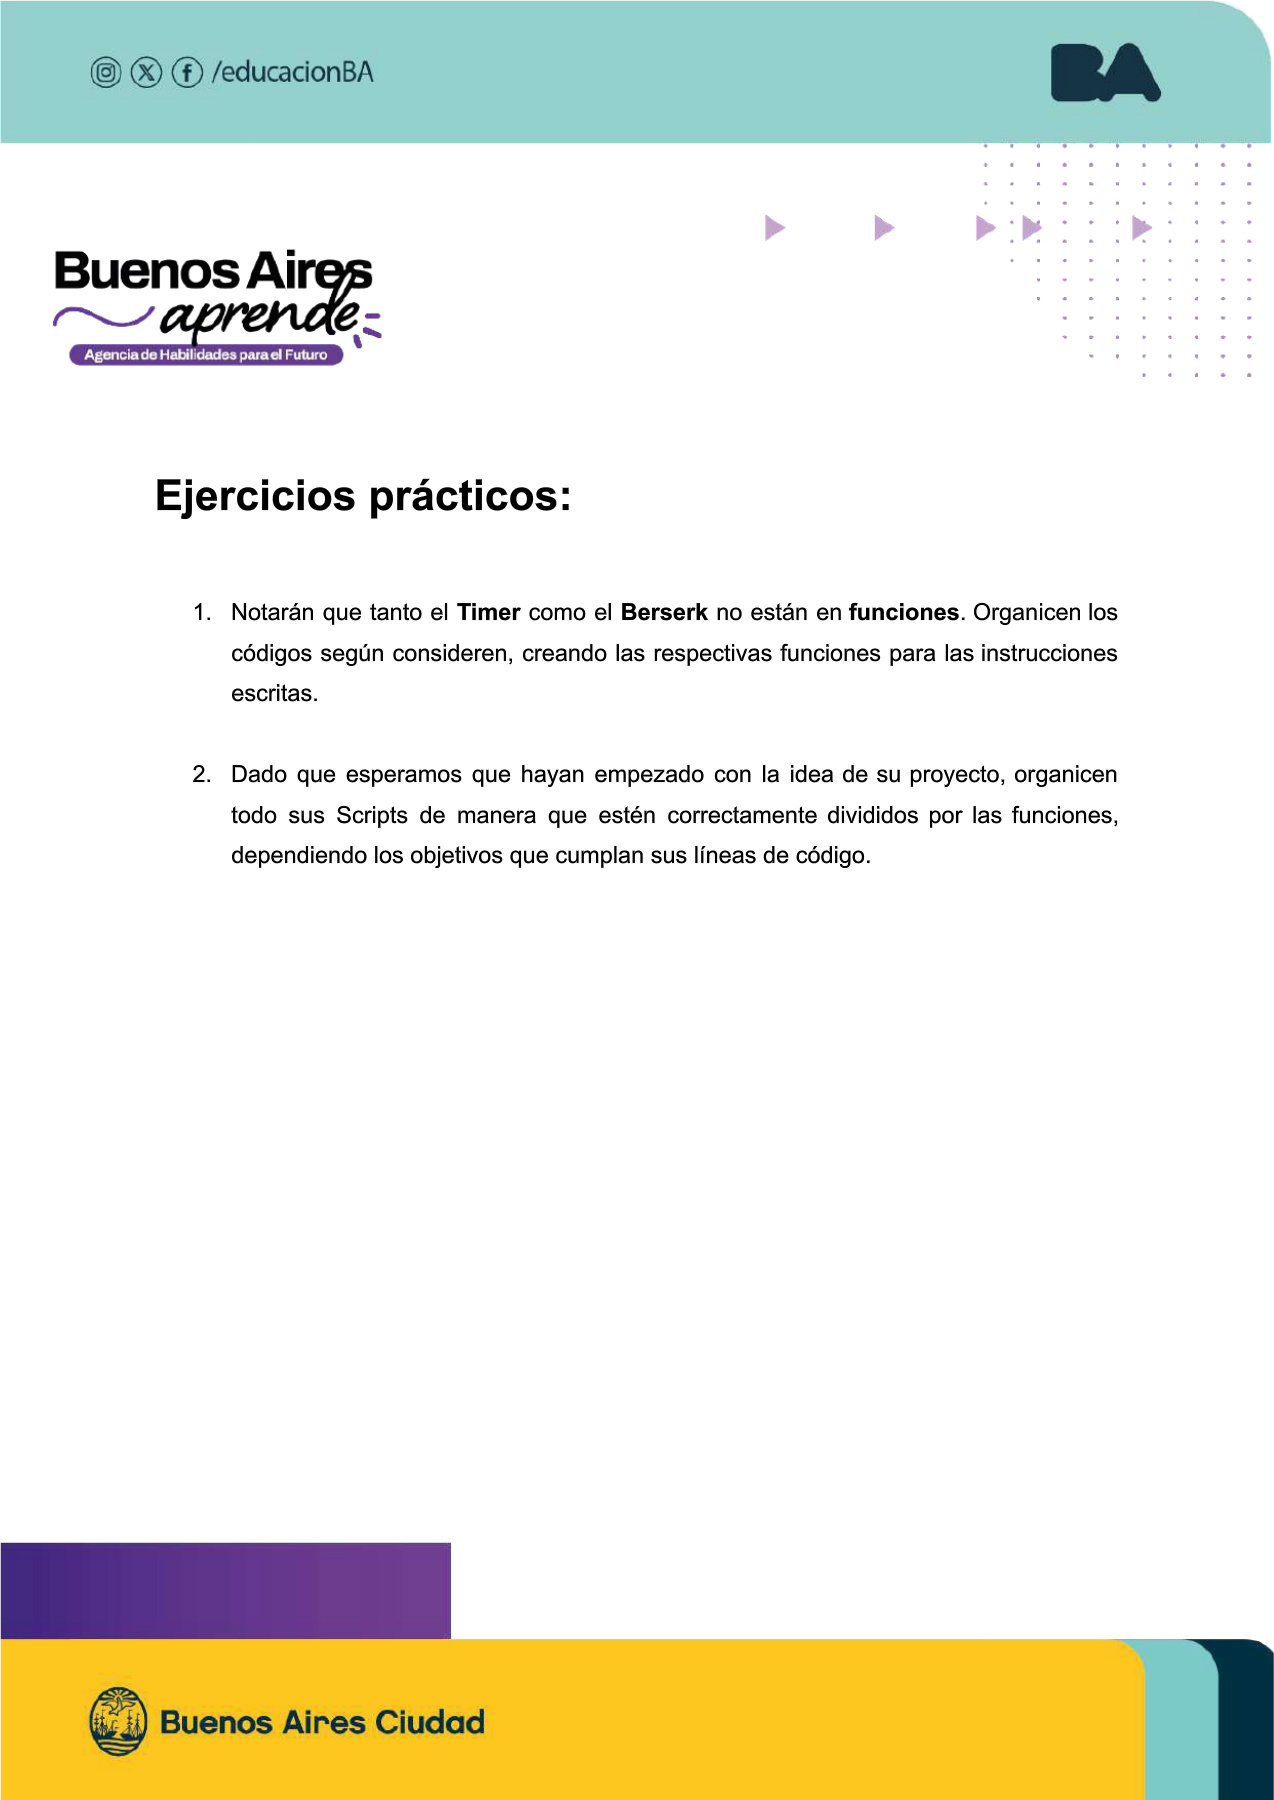 /educacionBA
BA
Buenos Aires
aprende
Agencia de Habilidades para el Futuro
Ejercicios prácticos:
1. Notarán que tanto el Timer como el Berserk no están en funciones. Organicen los
códigos según consideren, creando las respectivas funciones para las instrucciones
escritas.
2. Dado que esperamos que hayan empezado con la idea de su proyecto, organicen
todo sus Scripts de manera que estén correctamente divididos por las funciones,
dependiendo los objetivos que cumplan sus líneas de código.
Buenos Aires Ciudad